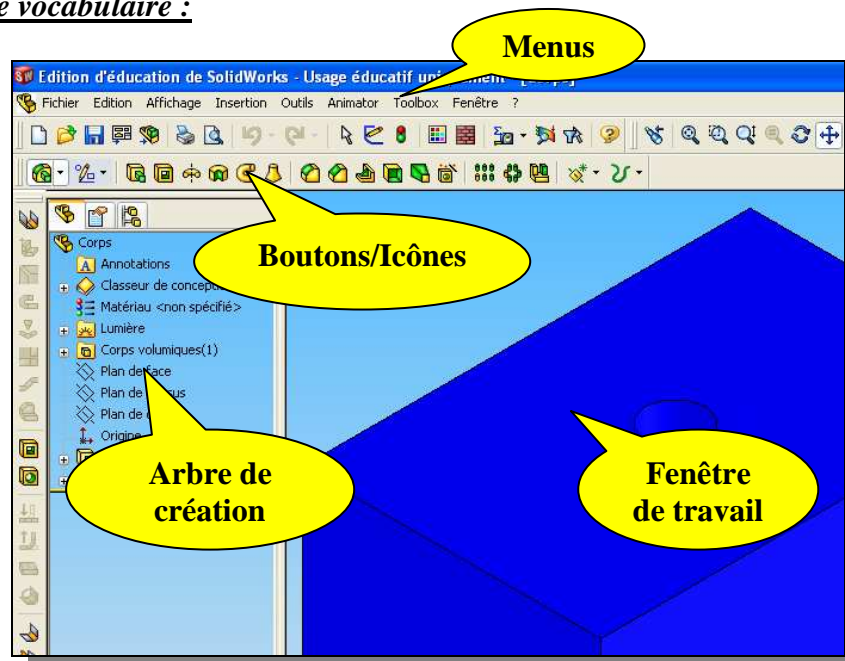 e vocabulaire :
Menus
Edition d'éducation de SolidWorks - Usage éducatif
Fichier Edition Affichage Insertion Outils Animator Toolbox Fenêtre ?
Boutons/Icônes
Corps
Annotations
Classeur de
Matériau <non spécifié>
Lumière
Corps volumiques(1)
Plan de face
Plan de
Plan de
Origine
Arbre de
création
Fenêtre
de travail